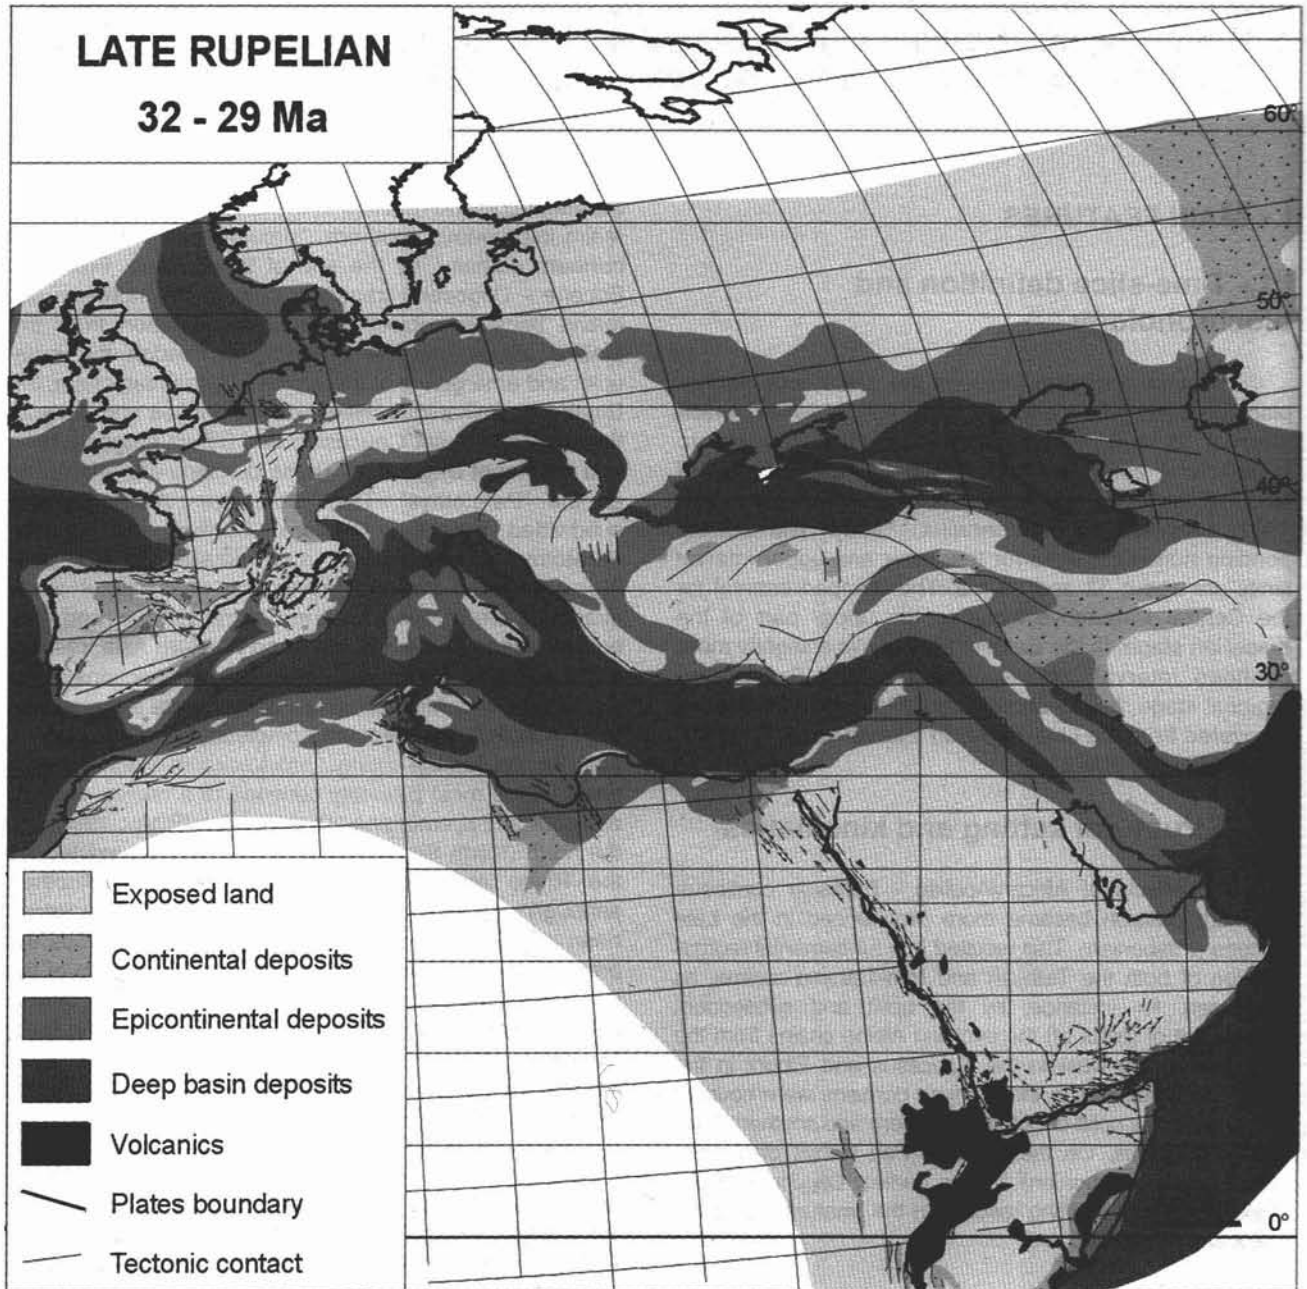 LATE RUPELIAN
32 - 29 Ma
60°
50°
40°
30°
0°
Exposed land
Continental deposits
Epicontinental deposits
Deep basin deposits
Volcanics
Plates boundary
Tectonic contact